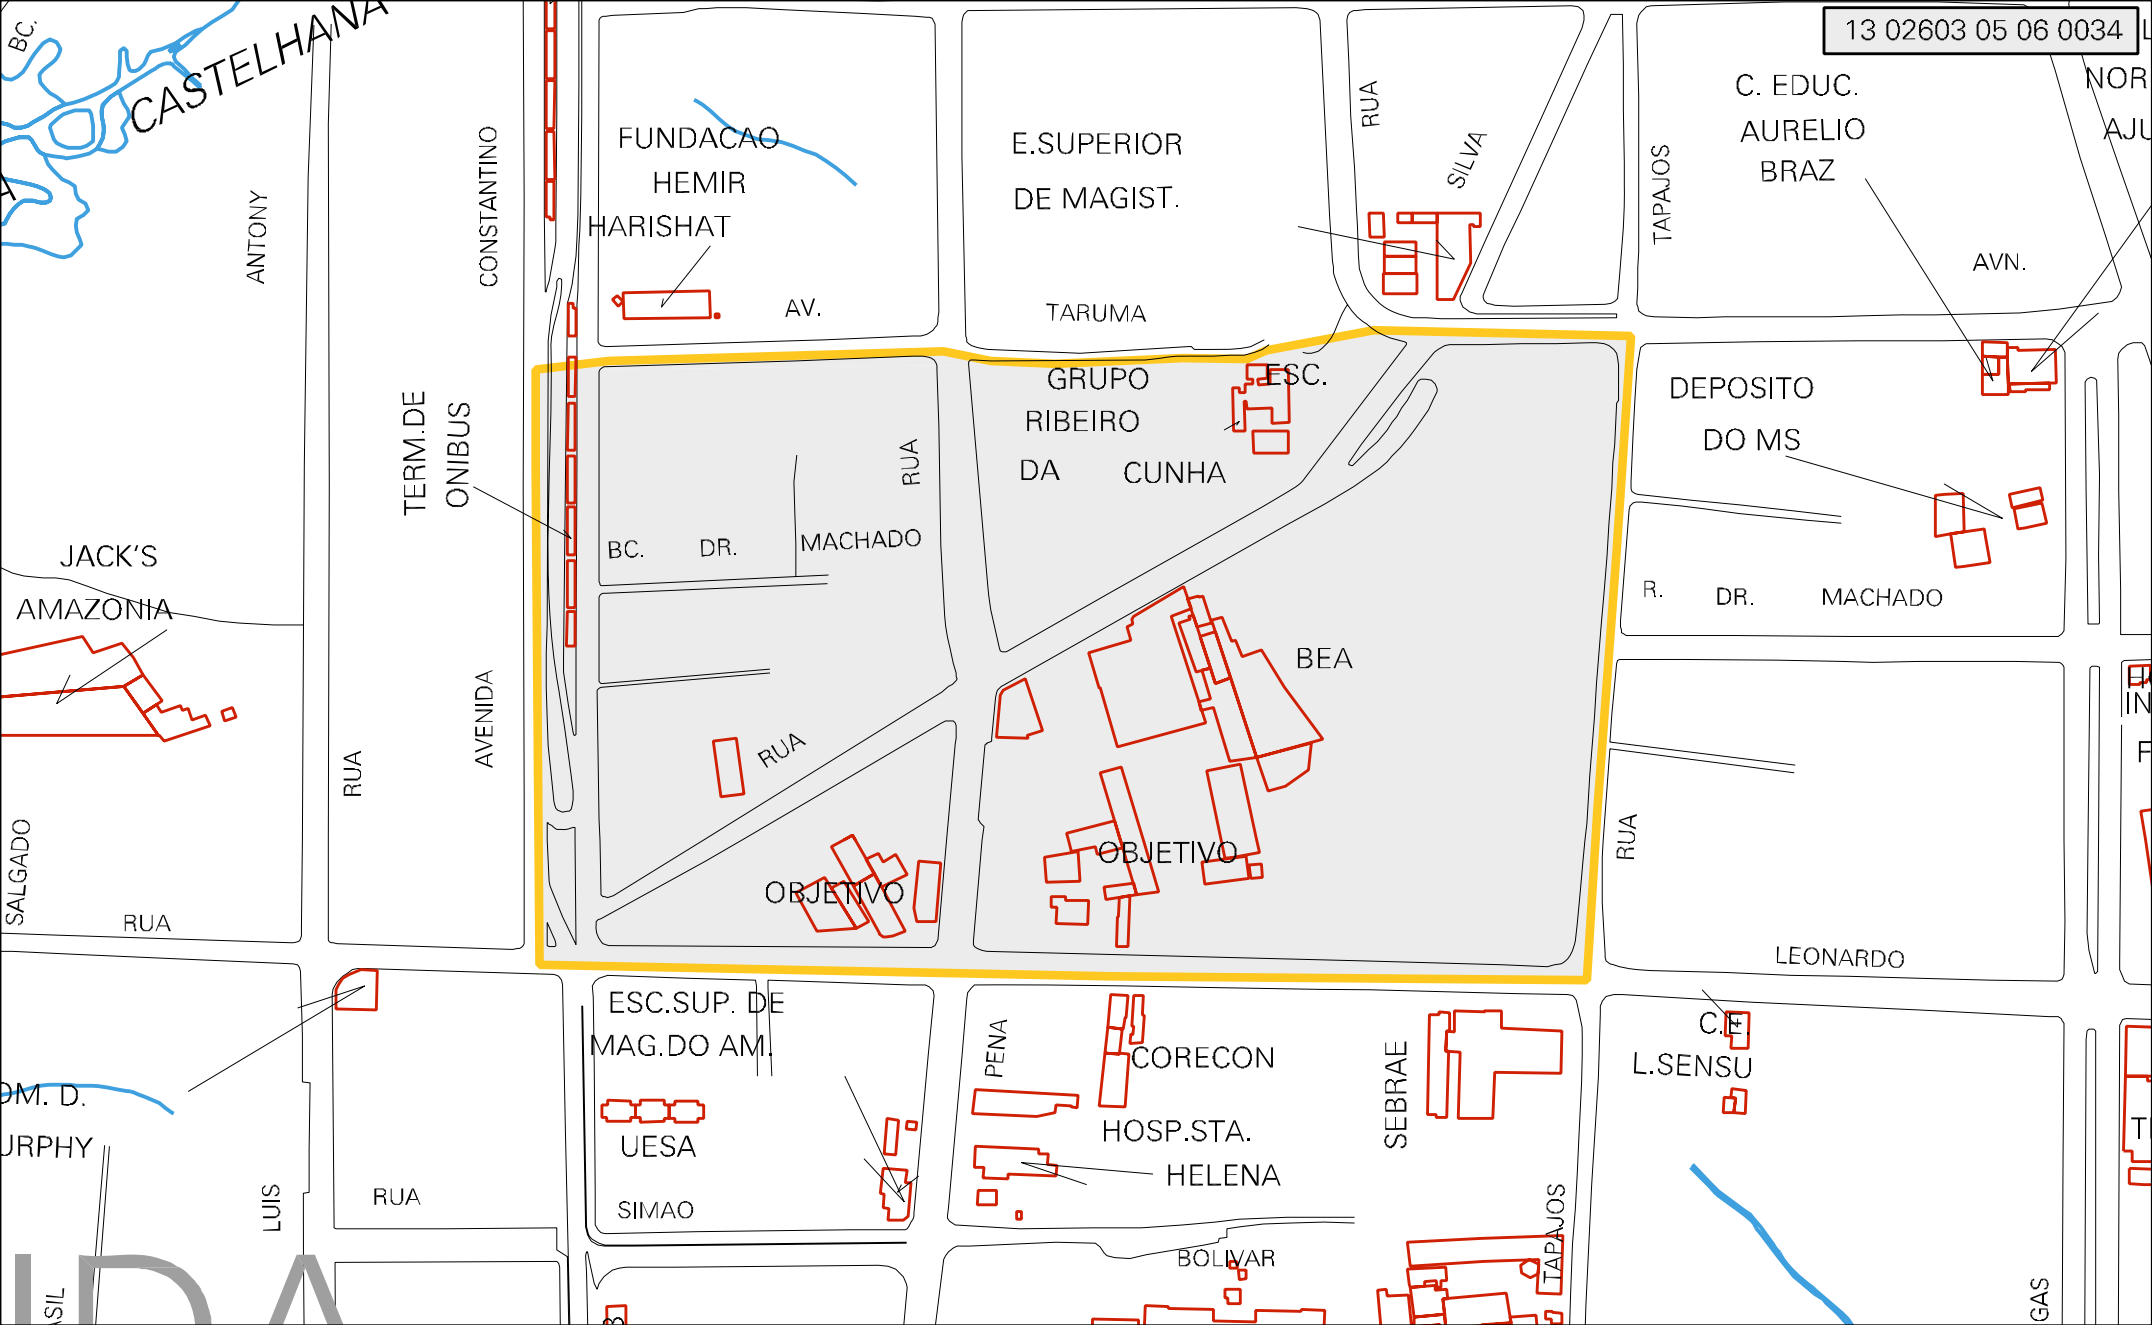 13 02603 05 06 0034
BC.
CASTELHANA
NOR
C. EDUC.
AURELIO
BRAZ
AJU
FUNDACAO
HEMIR
HARISHAT
E.SUPERIOR
DE MAGIST.
RUA
SILVA
TAPAJOS
ANTONY
CONSTANTINO
AVN.
AV.
TARUMA
GRUPO
ESC.
RIBEIRO
DA
CUNHA
RUA
TERM.DE
ONIBUS
DEPOSITO
DO MS
BC.
DR.
MACHADO
JACK'S
AMAZONIA
R.
DR.
MACHADO
BEA
AVENIDA
RUA
RUA
IN
OBJETIVO
OBJETIVO
RUA
SALGADO
RUA
LEONARDO
ESC.SUP. DE
MAG.DO AM.
PENA
CORECON
SEBRAE
C.E.
L.SENSU
OM. D.
URPHY
UESA
HOSP.STA.
HELENA
LUIS
RUA
SIMAO
BOLIVAR
TAPAJOS
IDA
ASIL
GAS